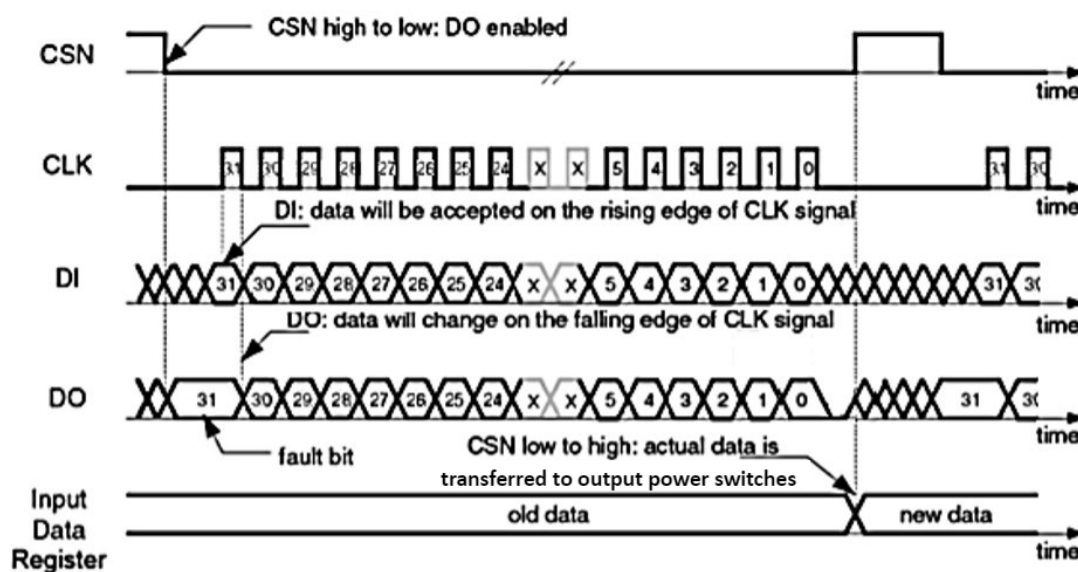 CSN high to low: DO enabled
CSN
time
CLK
31 30 29 28 27 26 25 24 x x 5 4 3 2 1 0 31 30
time
DI: data will be accepted on the rising edge of CLK signal
DI
31 30 29 28 27 26 25 24 x x 5 4 3 2 1 0 31 30
time
DO: data will change on the falling edge of CLK signal
DO
31 30 29 28 27 26 25 24 x x 5 4 3 2 1 0 31 30
time
fault bit
CSN low to high: actual data is
transferred to output power switches
Input
Data
Register
old data
new data
time